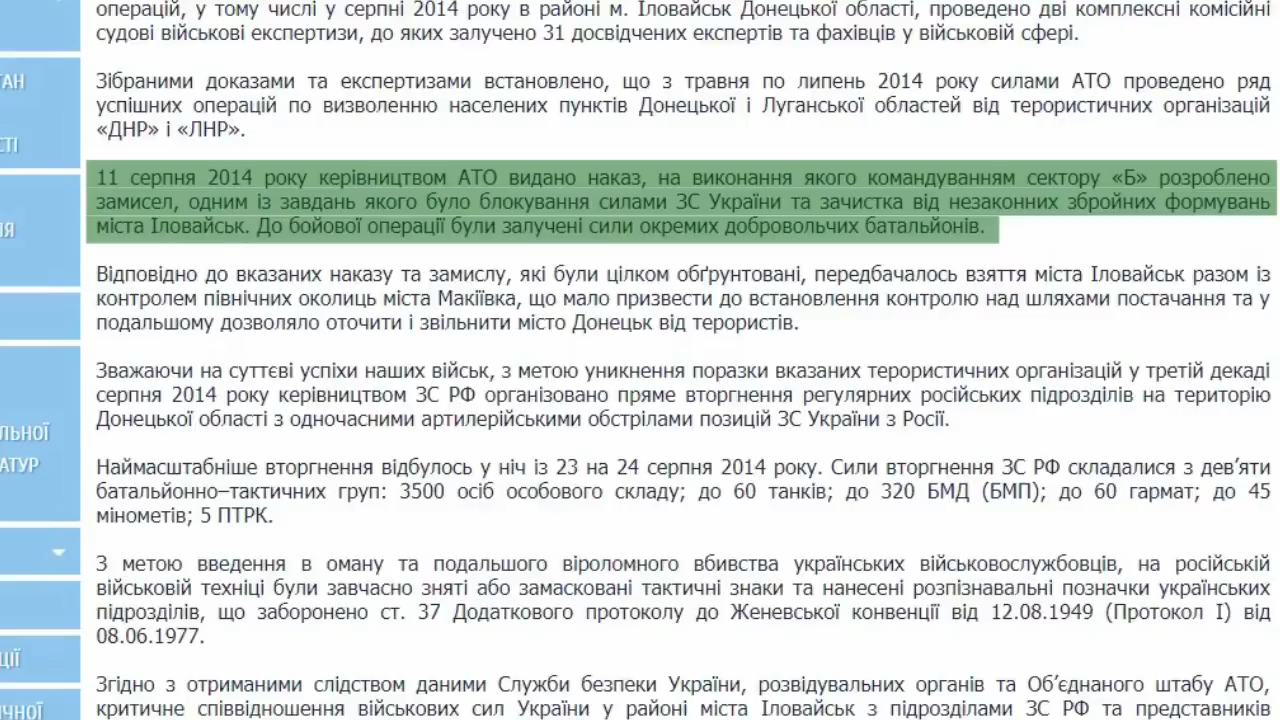 операцій, у тому числі у серпні 2014 року в районі м. Іловайськ Донецької області, проведено дві комплексні комісійні
судові військові експертизи, до яких залучено 31 досвідчених експертів та фахівців у військовій сфері.
Зібраними доказами та експертизами встановлено, що з травня по липень 2014 року силами АТО проведено ряд
успішних операцій по визволенню населених пунктів Донецької і Луганської областей від терористичних організацій
«ДНР» і «ЛНР».
11 серпня 2014 року керівництвом АТО видано наказ, на виконання якого командуванням сектору «Б» розроблено
замисел, одним із завдань якого було блокування силами ЗС України та зачистка від незаконних збройних формувань
міста Іловайськ. До бойової операції були залучені сили окремих добровольчих батальйонів.
Відповідно до вказаних наказу та замислу, які були цілком обґрунтовані, передбачалось взяття міста Іловайськ разом із
контролем північних околиць міста Макіївка, що мало призвести до встановлення контролю над шляхами постачання та у
подальшому дозволяло оточити і звільнити місто Донецьк від терористів.
Зважаючи на суттєві успіхи наших військ, з метою уникнення поразки вказаних терористичних організацій у третій декаді
серпня 2014 року керівництвом ЗС РФ організовано пряме вторгнення регулярних російських підрозділів на територію
Донецької області з одночасними артилерійськими обстрілами позицій ЗС України з Росії.
Наймасштабніше вторгнення відбулось у ніч із 23 на 24 серпня 2014 року. Сили вторгнення ЗС РФ складалися з дев’яти
батальйонно–тактичних груп: 3500 осіб особового складу; до 60 танків; до 320 БМД (БМП); до 60 гармат; до 45
мінометів; 5 ПТРК.
З метою введення в оману та подальшого віроломного вбивства українських військовослужбовців, на російській
військовій техніці були завчасно зняті або замасковані тактичні знаки та нанесені розпізнавальні позначки українських
підрозділів, що заборонено ст. 37 Додаткового протоколу до Женевської конвенції від 12.08.1949 (Протокол І) від
08.06.1977.
Згідно з отриманими слідством даними Служби безпеки України, розвідувальних органів та Об’єднаного штабу АТО,
критичне співвідношення військових сил України у районі міста Іловайськ з підрозділами ЗС РФ та представників
ТАН
СТІ
ІЯ
ЛЬНОЇ
АТУР
ЦІЇ
ИЧНОЇ